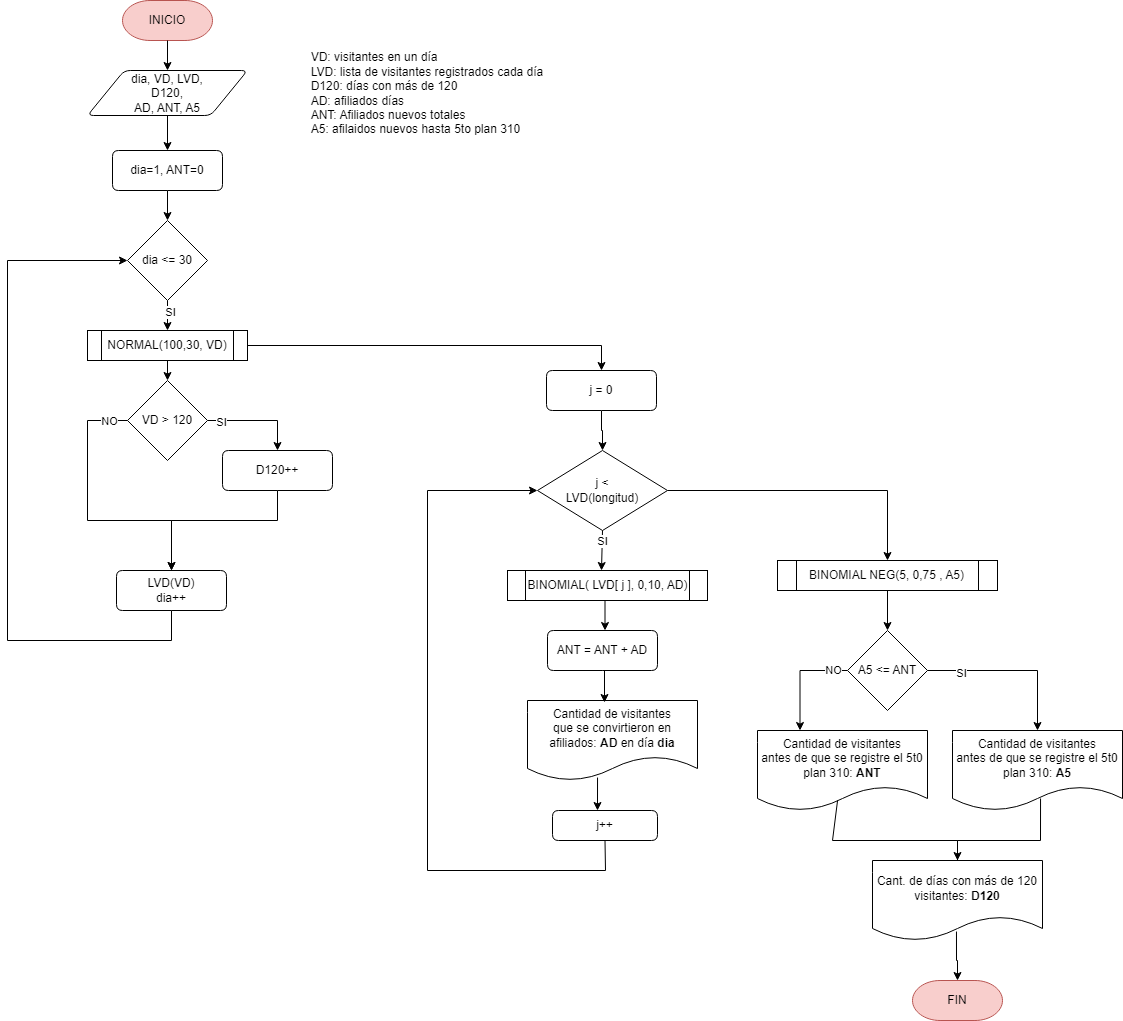 INICIO
dia, VD, LVD,
D120,
AD, ANT, A5
VD: visitantes en un día
LVD: lista de visitantes registrados cada día
D120: días con más de 120
AD: afiliados días
ANT: Afiliados nuevos totales
A5: afilaidos nuevos hasta 5to plan 310
dia=1, ANT=0
dia <= 30
SI
NORMAL(100,30, VD)
VD > 120
NO
SI
D120++
LVD(VD)
dia++
j = 0
j <
LVD(longitud)
SI
BINOMIAL( LVD[ j ], 0,10, AD)
ANT = ANT + AD
Cantidad de visitantes
que se convirtieron en
afiliados: AD en día dia
j++
BINOMIAL NEG(5, 0,75 , A5)
A5 <= ANT
NO
SI
Cantidad de visitantes
antes de que se registre el 5t0
plan 310: ANT
Cantidad de visitantes
antes de que se registre el 5t0
plan 310: A5
Cant. de días con más de 120
visitantes: D120
FIN